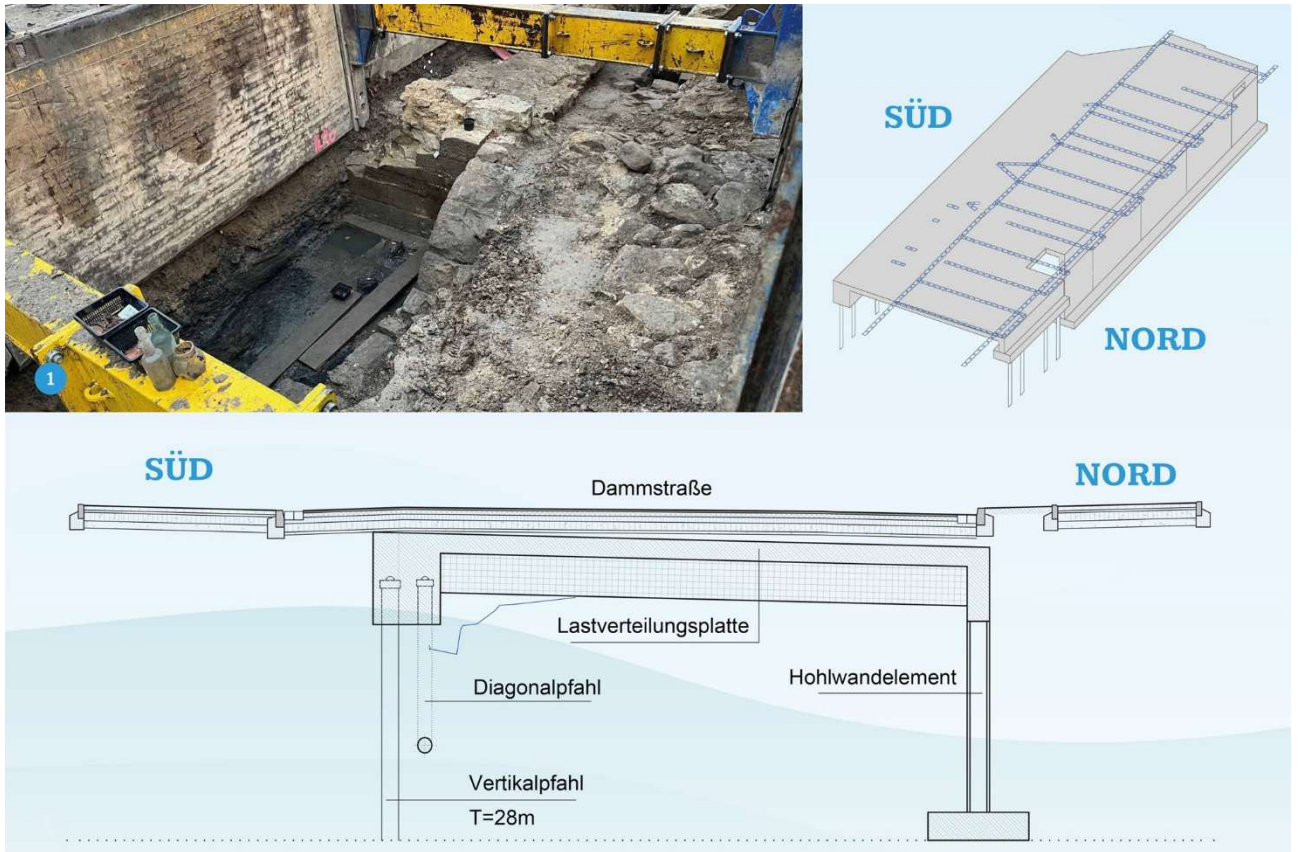 1
SÜD
NORD
SÜD
NORD
Dammstraße
Lastverteilungsplatte
Hohlwandelement
Diagonalpfahl
Vertikalpfahl
T=28m